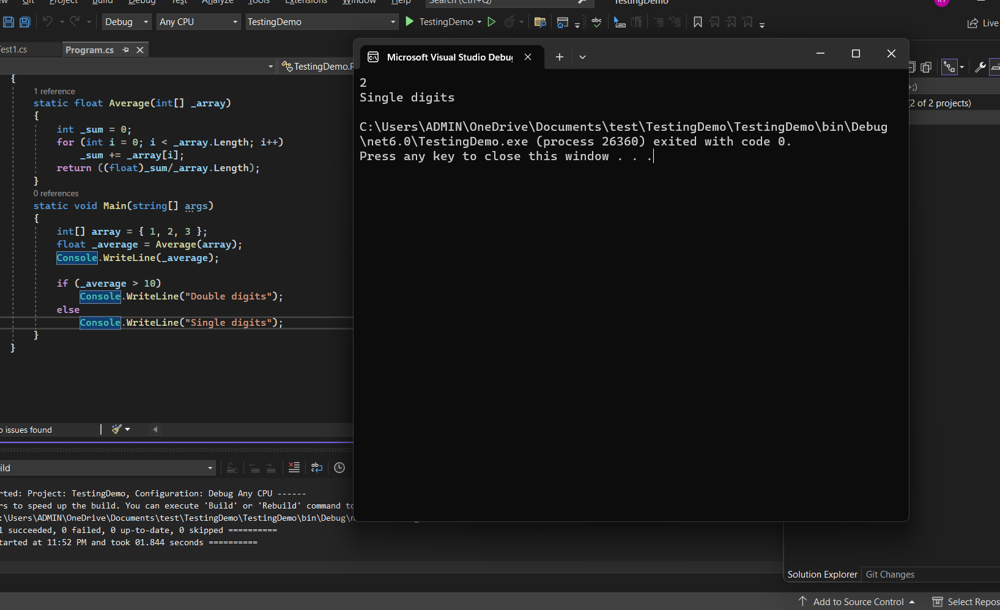 Git Project Build Debug Test Analyze Tools Extensions Window Help Search (Ctrl+Q) TestingDemo
Debug Any CPU TestingDemo TestingDemo Live
Program.cs
TestingDemo.P
{
1 reference
static float Average(int[] _array)
{
int _sum = 0;
for (int i = 0; i < _array.Length; i++)
_sum += _array[i];
return ((float)_sum/_array.Length);
}
0 references
static void Main(string[] args)
{
int[] array = { 1, 2, 3 };
float _average = Average(array);
Console.WriteLine(_average);
if (_average > 10)
Console.WriteLine("Double digits");
else
Console.WriteLine("Single digits");
}
}
issues found
Microsoft Visual Studio Debu
2
Single digits
C:\Users\ADMIN\OneDrive\Documents\test\TestingDemo\TestingDemo\bin\Debug
\net6.0\TestingDemo.exe (process 26360) exited with code 0.
Press any key to close this window . . .
+;)
(2 of 2 projects)
ild
rted: Project: TestingDemo, Configuration: Debug Any CPU ------
rs to speed up the build. You can execute 'Build' or 'Rebuild' command to
:\Users\ADMIN\OneDrive\Documents\test\TestingDemo\TestingDemo\bin\Debug\n
1 succeeded, 0 failed, 0 up-to-date, 0 skipped ==========
tarted at 11:52 PM and took 01.844 seconds ==========
Solution Explorer Git Changes
Add to Source Control Select Repos